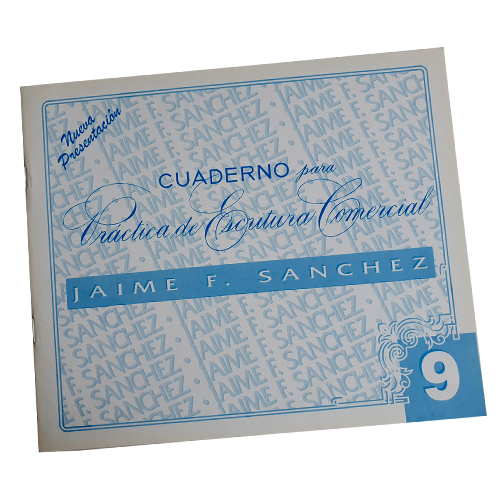 Nueva
Presentación
CUADERNO para
Práctica de Escritura Comercial
JAIME F. SANCHEZ
9